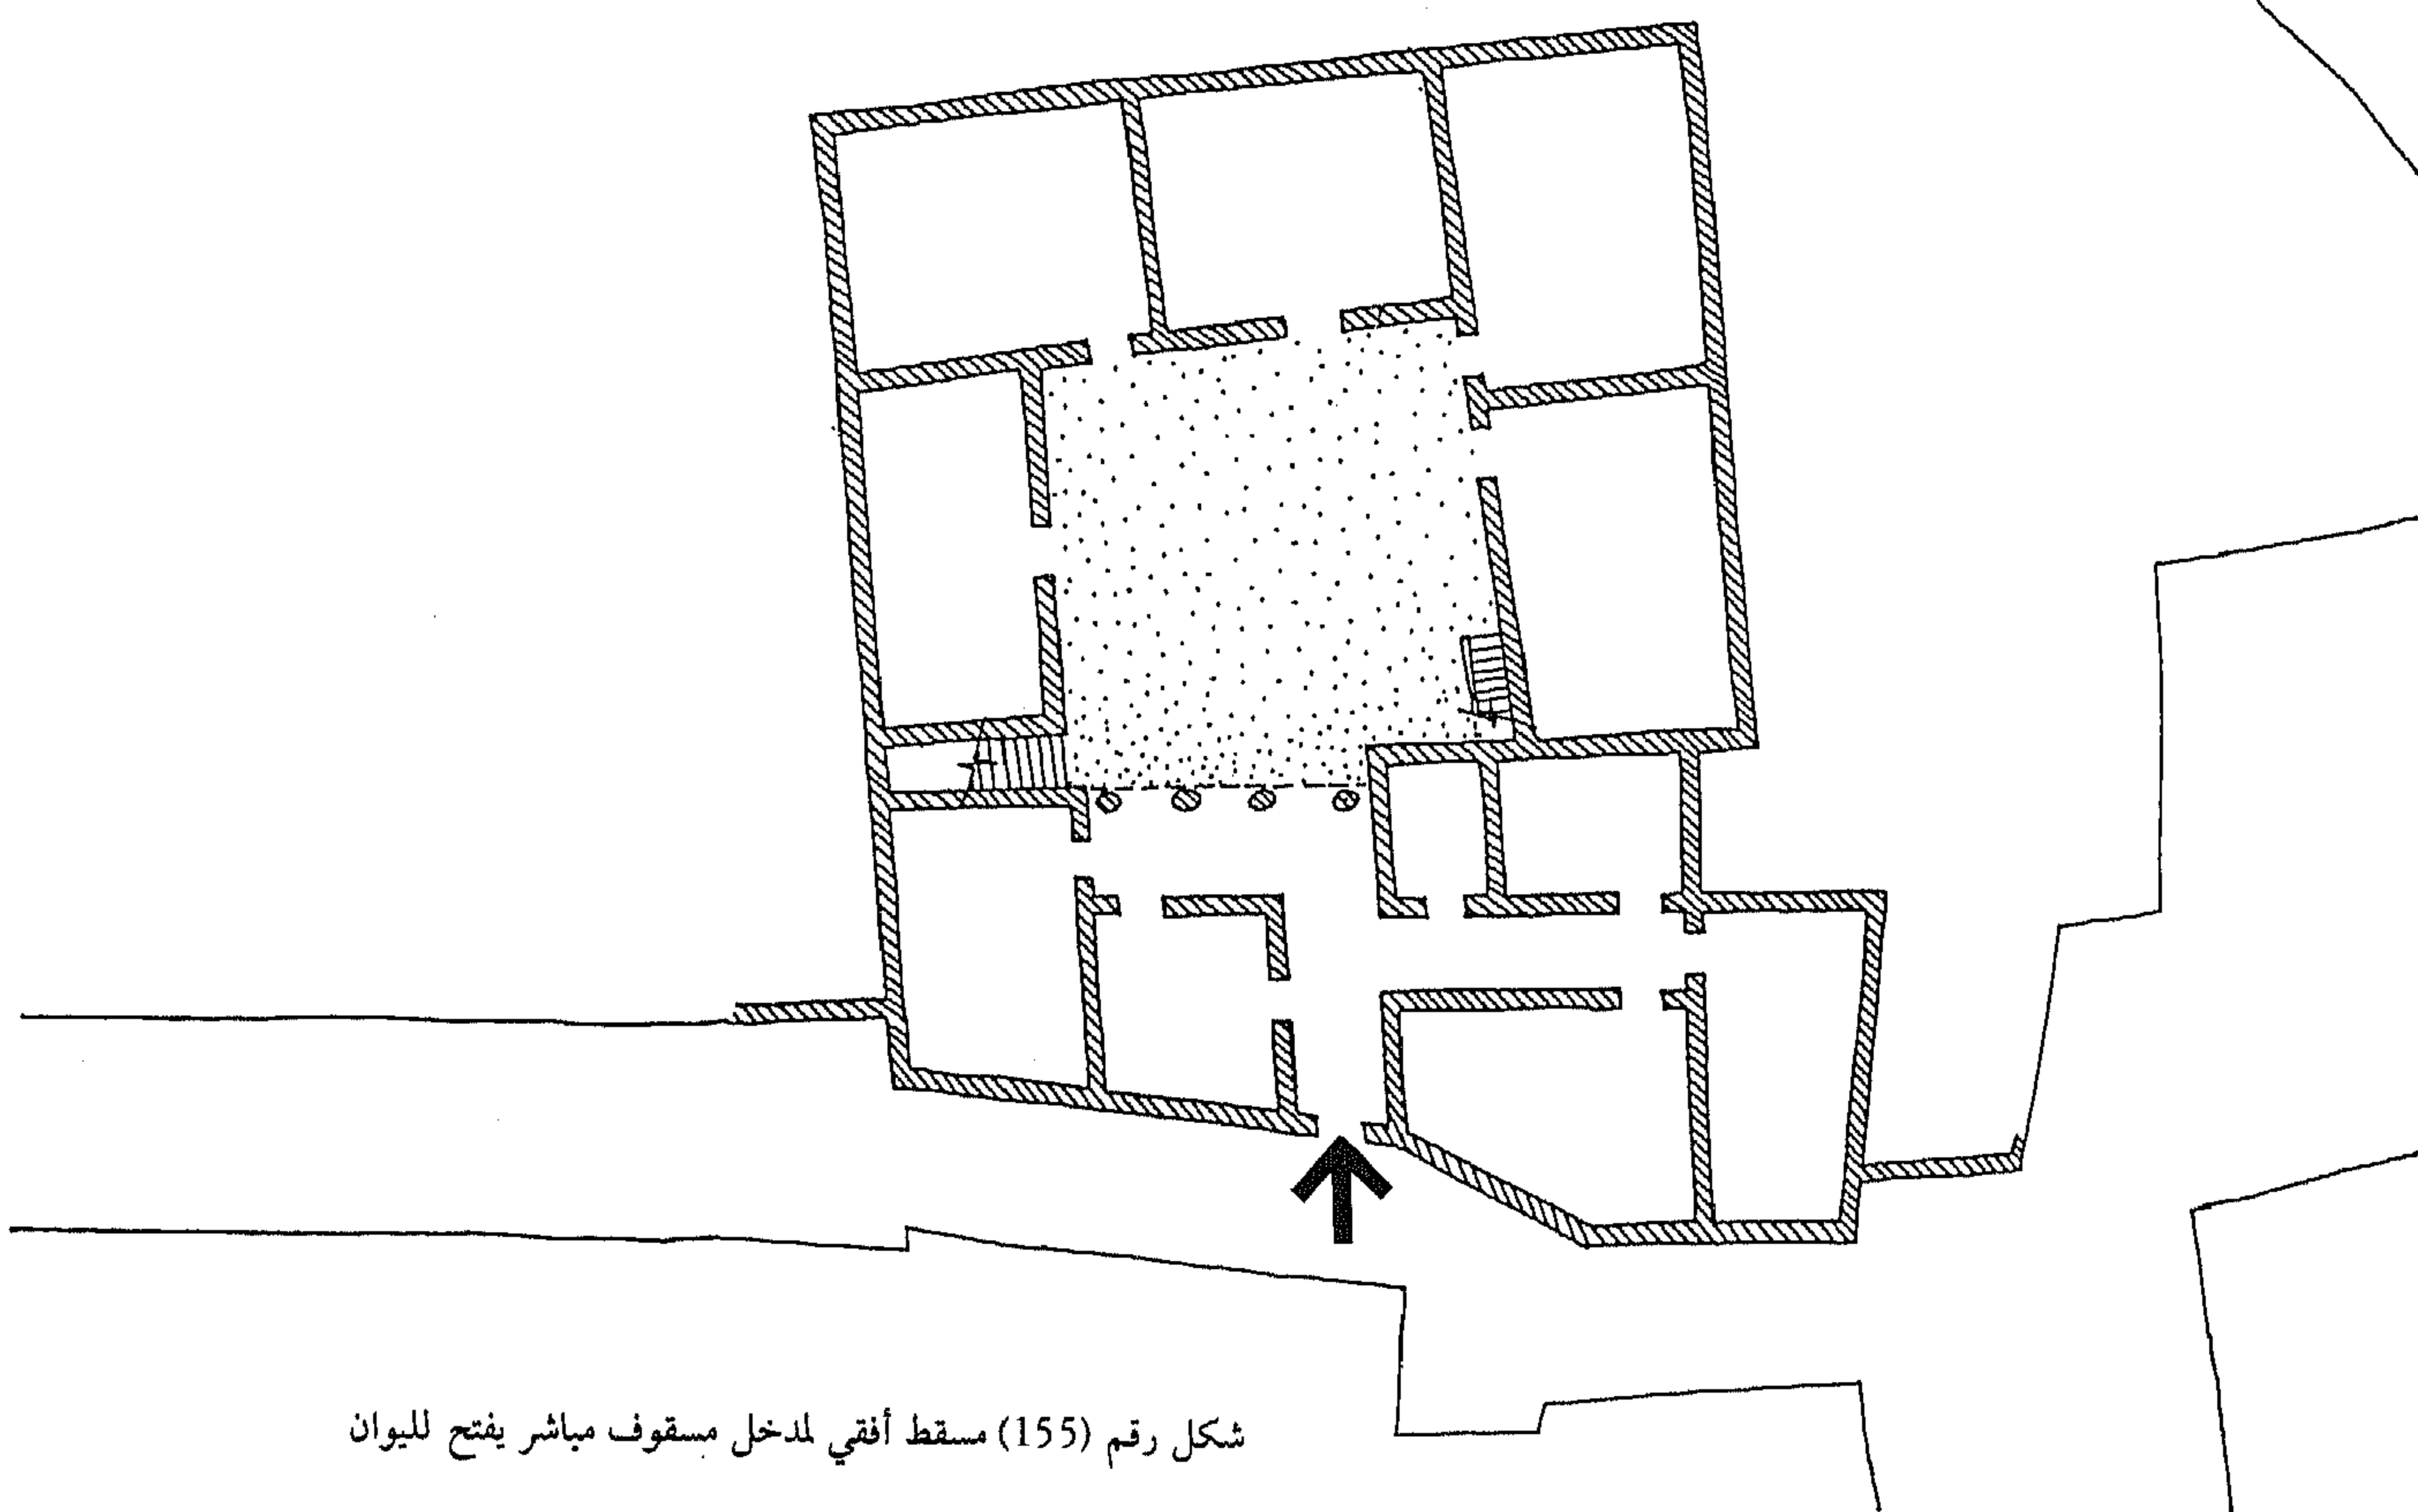 شكل رقم (155) مسقط أفقي لمدخل مسقوف مباشر يفتح لليوان